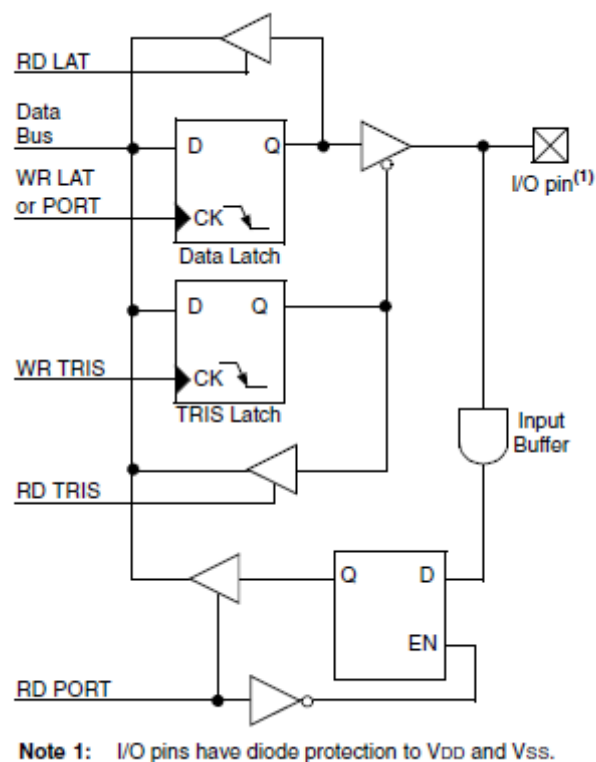 RD LAT
Data
Bus
WR LAT
or PORT
D Q
CK
Data Latch
I/O pin(1)
D Q
WR TRIS
CK
TRIS Latch
Input
Buffer
RD TRIS
Q D
EN
RD PORT
Note 1: I/O pins have diode protection to VDD and VSS.